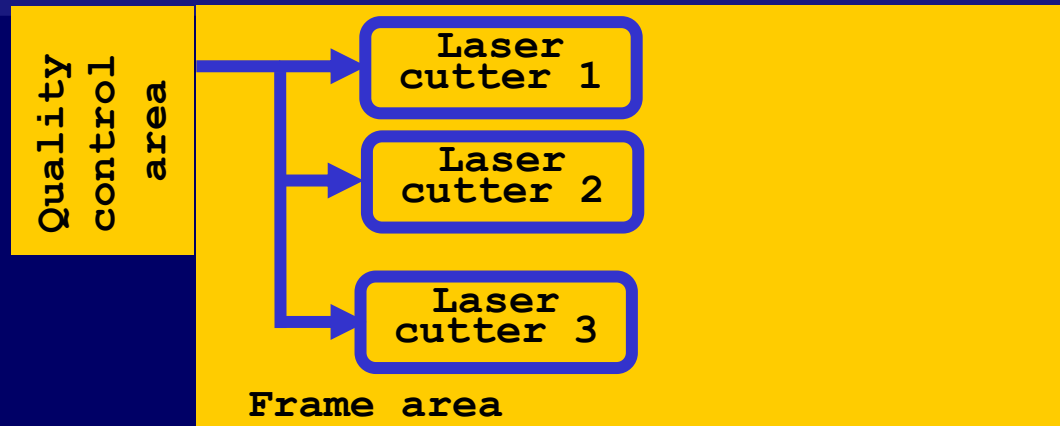 Quality
control
area
Laser
cutter 1
Laser
cutter 2
Laser
cutter 3
Frame area